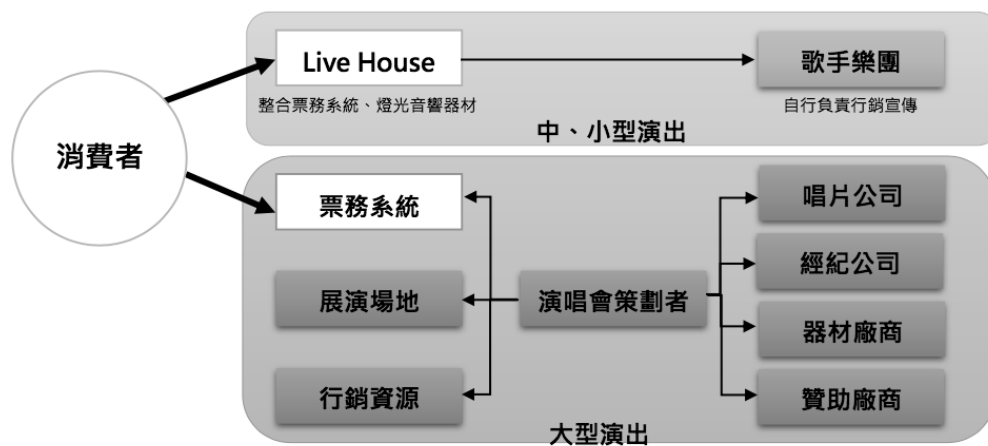 消費者
Live House
整合票務系統、燈光音響器材
歌手樂團
自行負責行銷宣傳
中、小型演出
票務系統
展演場地
行銷資源
演唱會策劃者
唱片公司
經紀公司
器材廠商
贊助廠商
大型演出